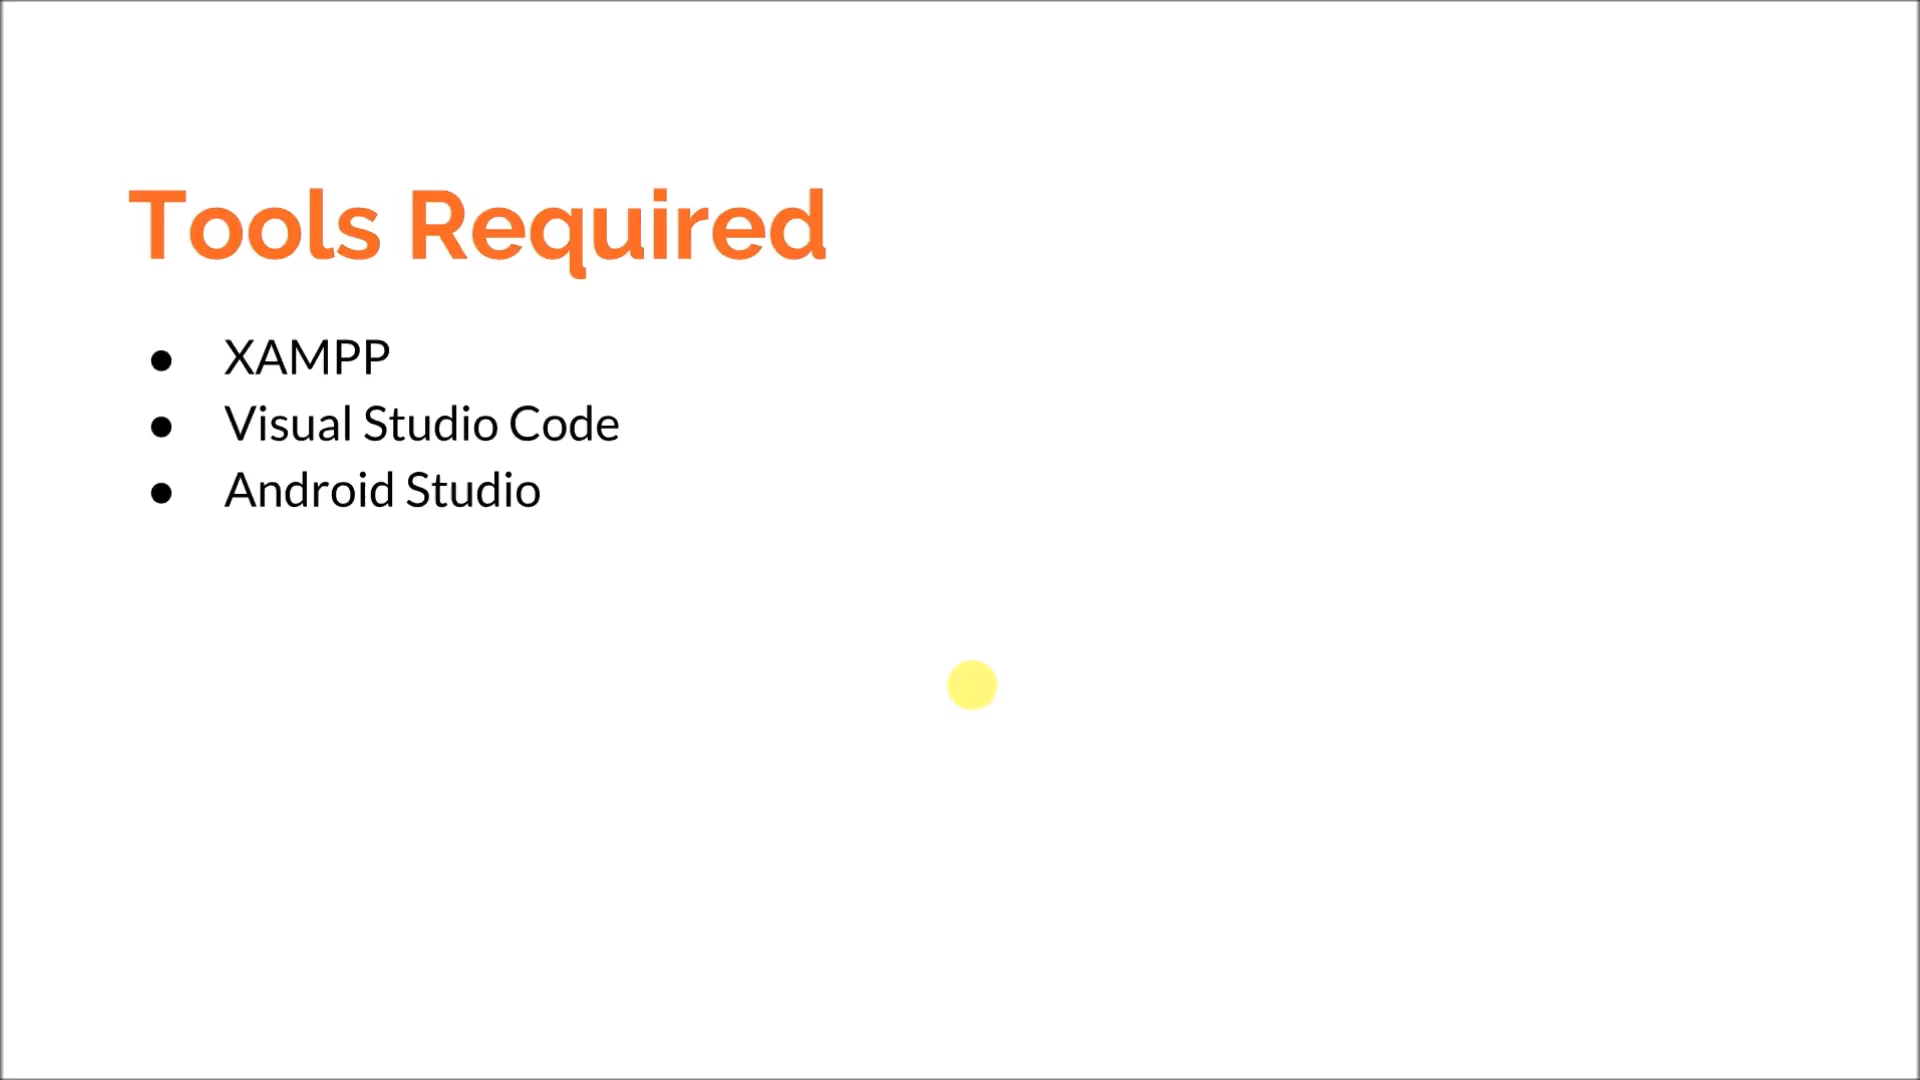 Tools Required
● XAMPP
● Visual Studio Code
● Android Studio